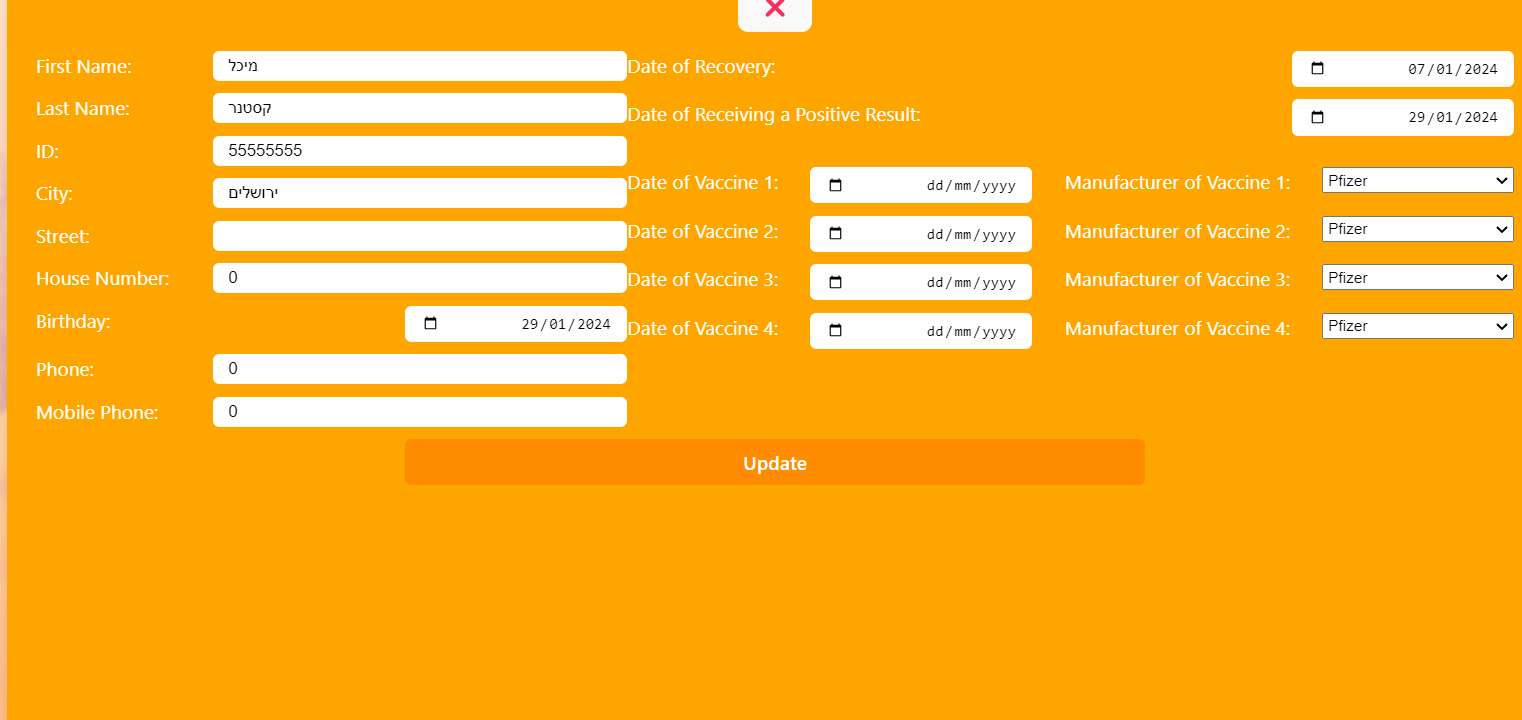 First Name: מיכל
Last Name: קסטנר
ID: 55555555
City: ירושלים
Street:
House Number: 0
Birthday: 29/01/2024
Phone: 0
Mobile Phone: 0
Date of Recovery: 07/01/2024
Date of Receiving a Positive Result: 29/01/2024
Date of Vaccine 1: dd/mm/yyyy Manufacturer of Vaccine 1: Pfizer
Date of Vaccine 2: dd/mm/yyyy Manufacturer of Vaccine 2: Pfizer
Date of Vaccine 3: dd/mm/yyyy Manufacturer of Vaccine 3: Pfizer
Date of Vaccine 4: dd/mm/yyyy Manufacturer of Vaccine 4: Pfizer
Update